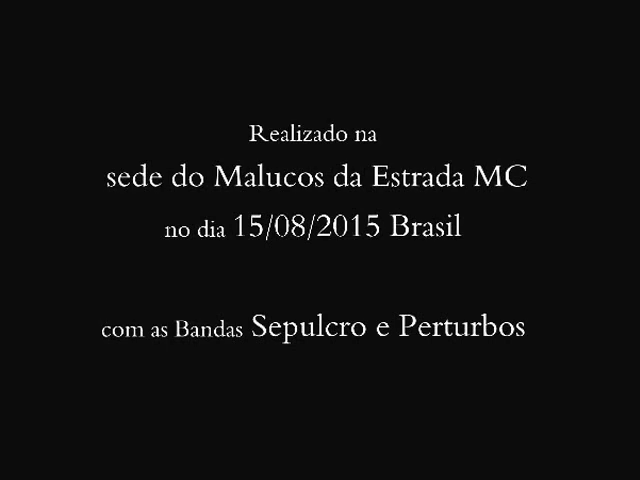 Realizado na
sede do Malucos da Estrada MC
no dia 15/08/2015 Brasil
com as Bandas Sepulcro e Perturbos